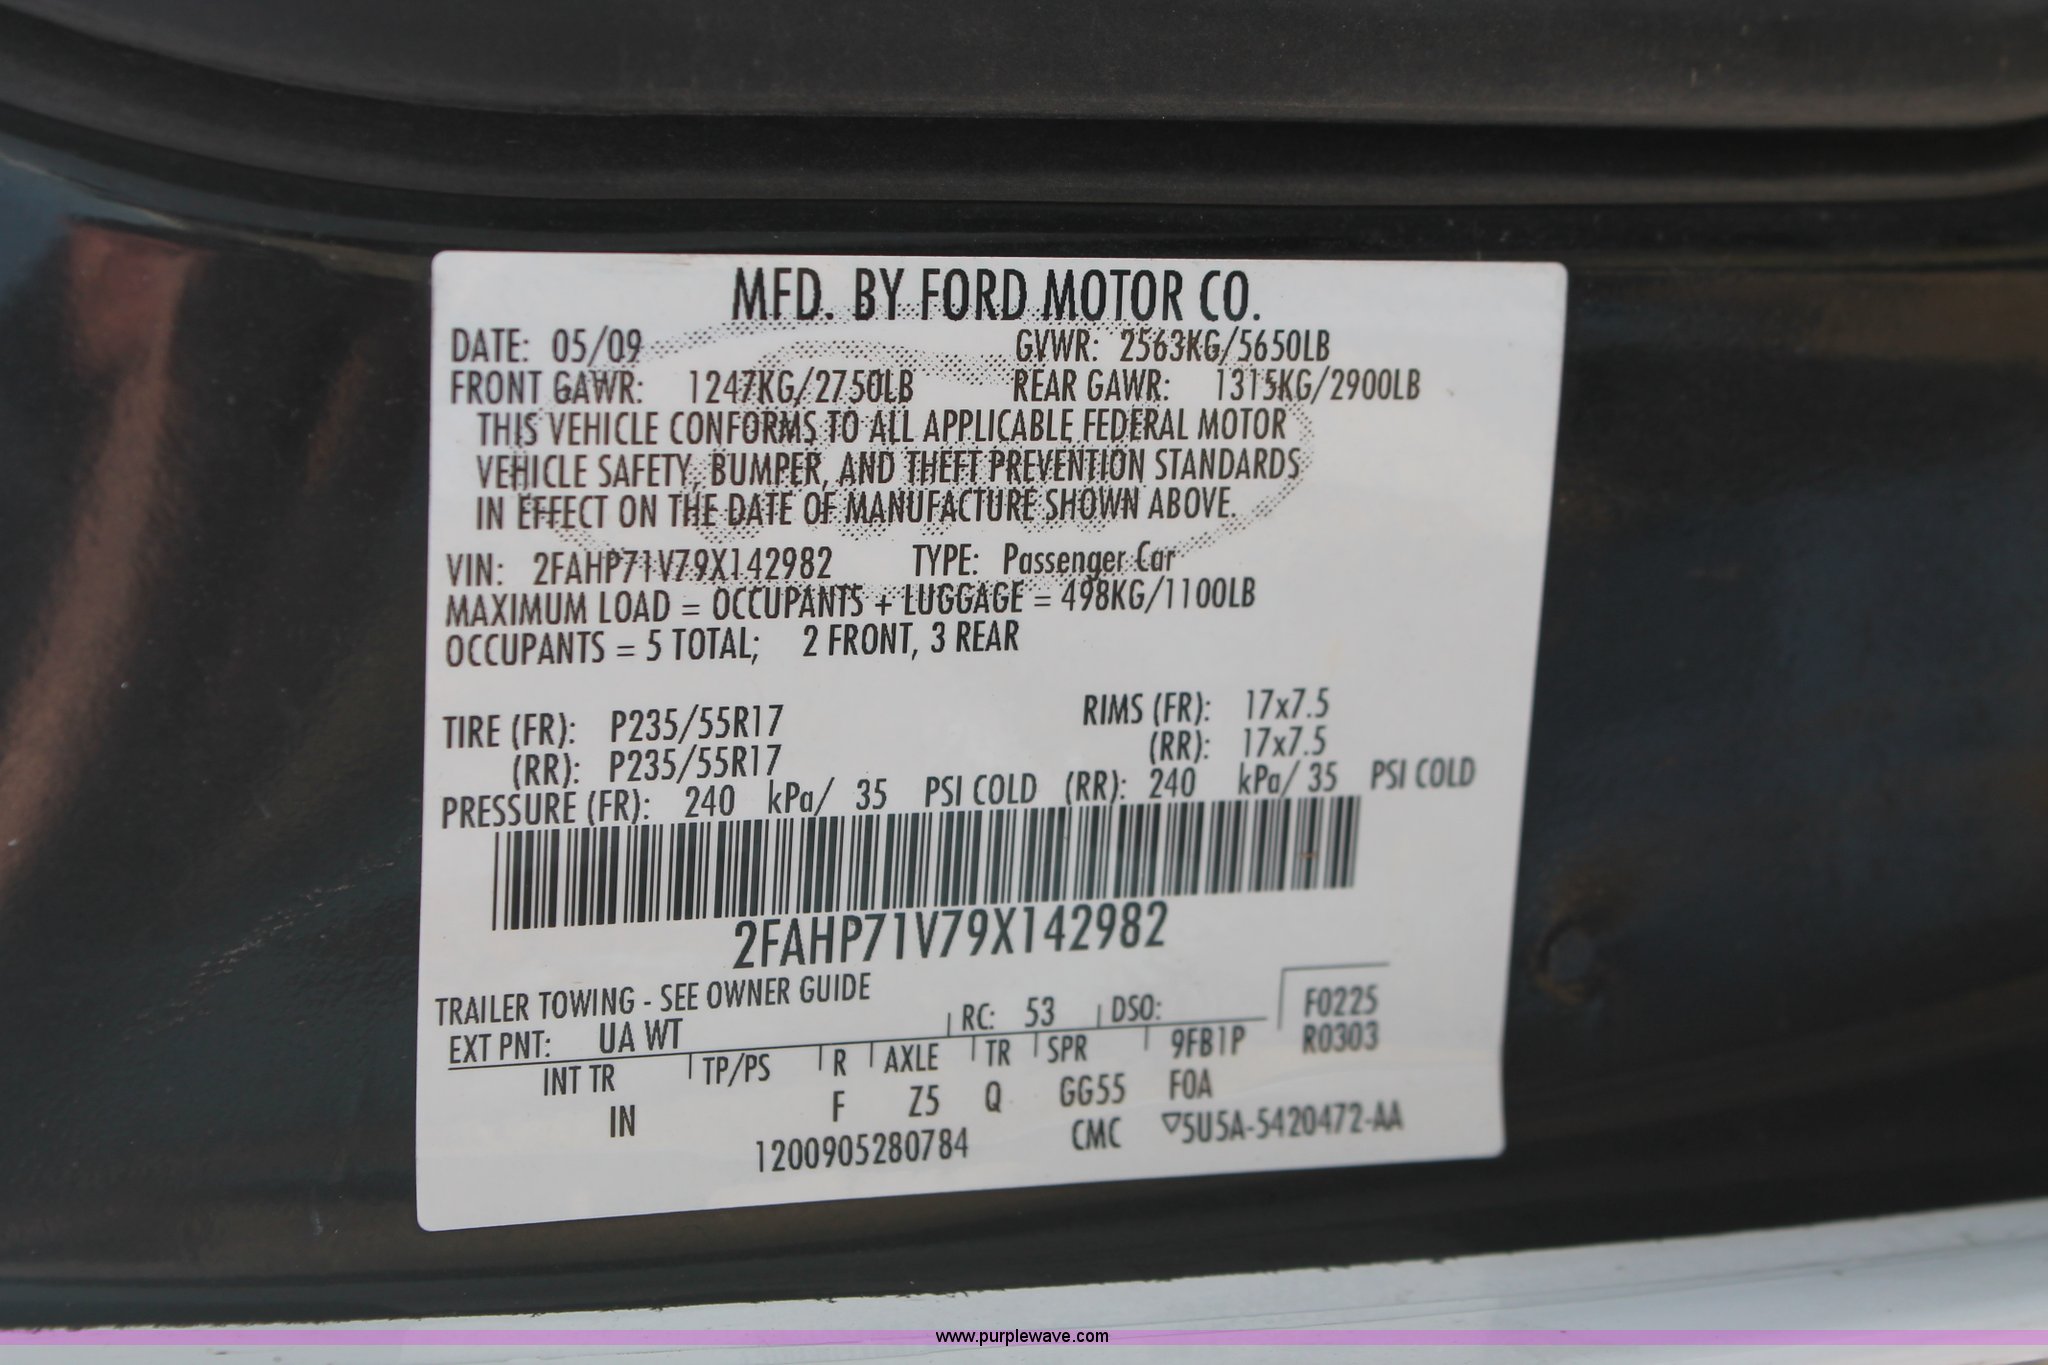 MFD. BY FORD MOTOR CO.
DATE: 05/09 GVWR: 2563KG/5650LB
FRONT GAWR: 1247KG/2750LB REAR GAWR: 1315KG/2900LB
THIS VEHICLE CONFORMS TO ALL APPLICABLE FEDERAL MOTOR
VEHICLE SAFETY, BUMPER, AND THEFT PREVENTION STANDARDS
IN EFFECT ON THE DATE OF MANUFACTURE SHOWN ABOVE.
VIN: 2FAHP71V79X142982 TYPE: Passenger Car
MAXIMUM LOAD = OCCUPANTS + LUGGAGE = 498KG/1100LB
OCCUPANTS = 5 TOTAL; 2 FRONT, 3 REAR
TIRE (FR): P235/55R17 RIMS (FR): 17x7.5
(RR): P235/55R17 (RR): 17x7.5
PRESSURE (FR): 240 kPa/ 35 PSI COLD (RR): 240 kPa/ 35 PSI COLD
2FAHP71V79X142982
TRAILER TOWING - SEE OWNER GUIDE
EXT PNT: UA WT RC: 53 DSO: F0225
INT TR TP/PS R AXLE TR SPR 9FB1P R0303
IN F Z5 Q GG55 F0A
1200905280784 CMC ▽5U5A-5420472-AA
www.purplewave.com